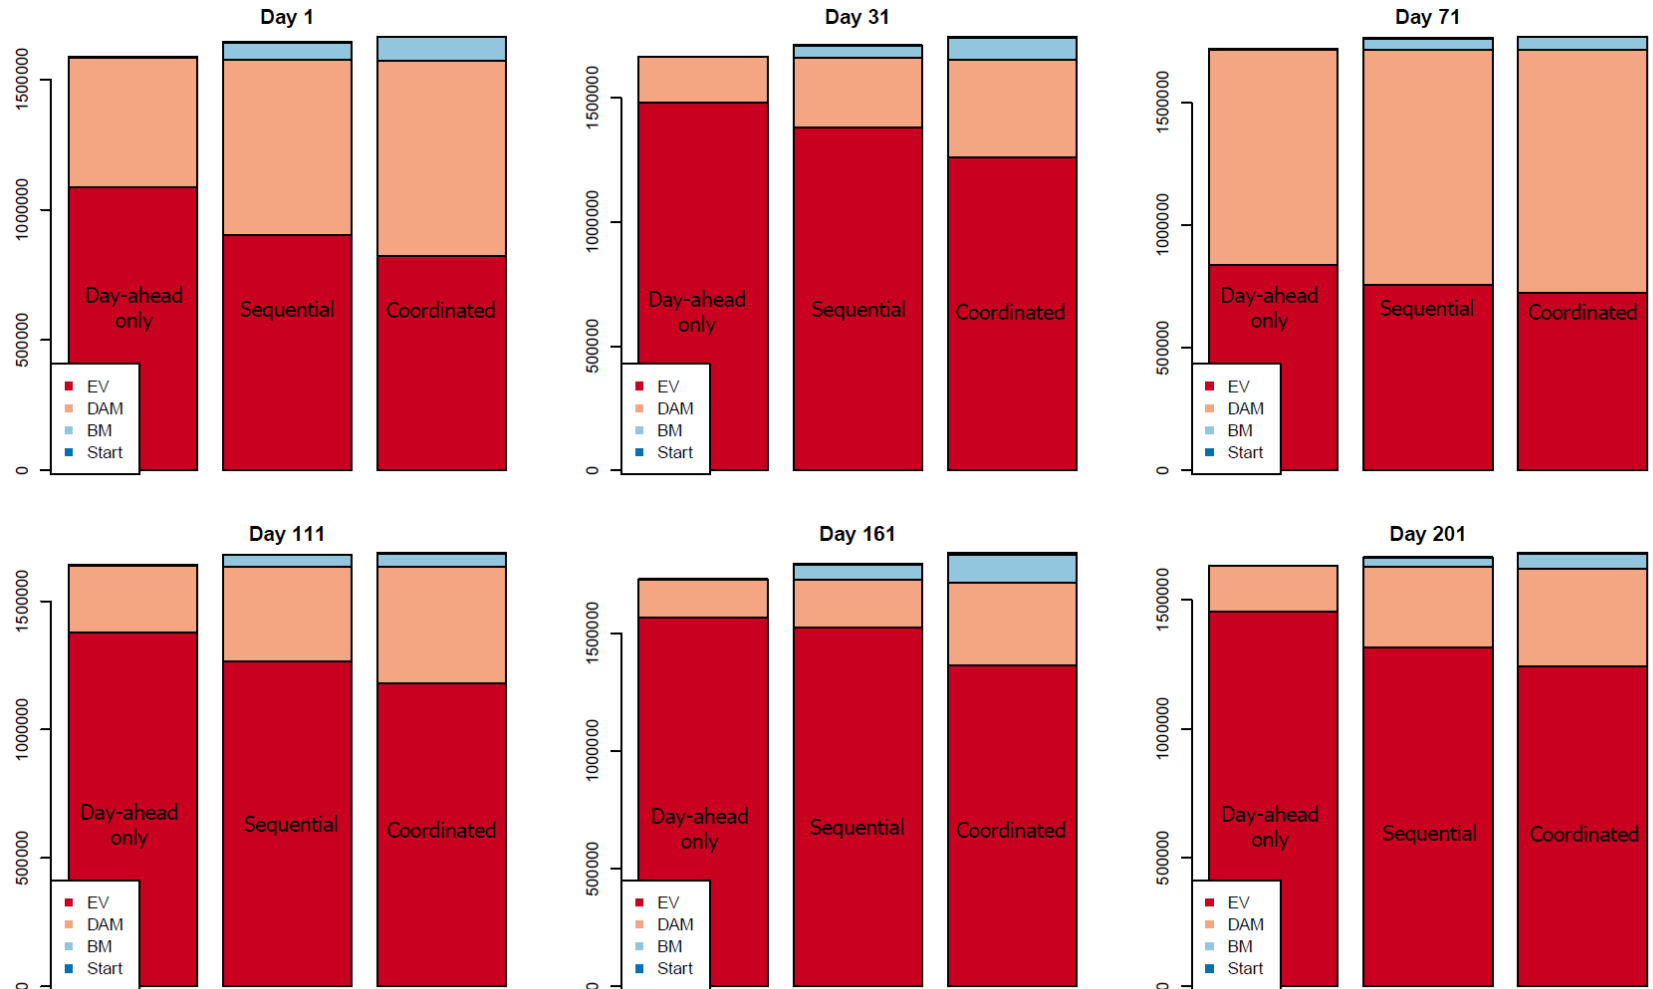 Day 1
1500000
1000000
500000
0
Day-ahead
only
Sequential
Coordinated
EV
DAM
BM
Start
Day 31
1500000
1000000
500000
0
Day-ahead
only
Sequential
Coordinated
EV
DAM
BM
Start
Day 71
1500000
1000000
500000
0
Day-ahead
only
Sequential
Coordinated
EV
DAM
BM
Start
Day 111
1500000
1000000
500000
0
Day-ahead
only
Sequential
Coordinated
EV
DAM
BM
Start
Day 161
1500000
1000000
500000
0
Day-ahead
only
Sequential
Coordinated
EV
DAM
BM
Start
Day 201
1500000
1000000
500000
0
Day-ahead
only
Sequential
Coordinated
EV
DAM
BM
Start